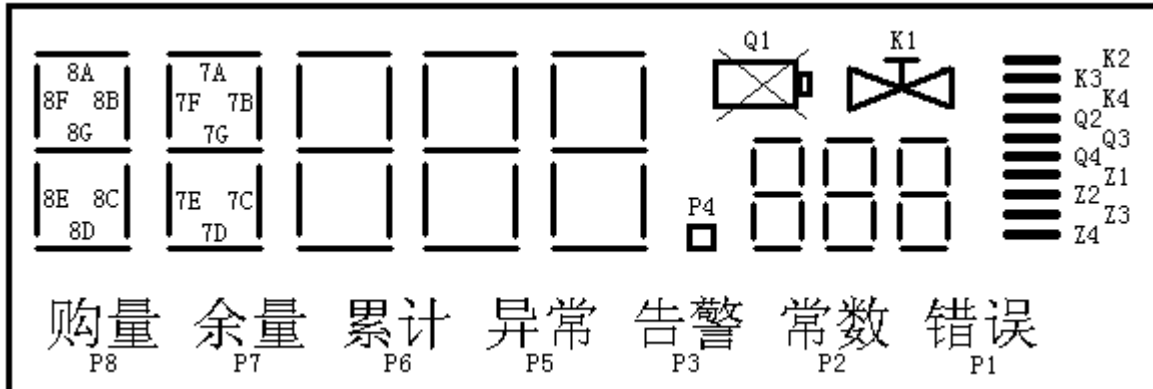 Q1 K1
K2
8A 7A
K3
8F 8B 7F 7B
K4
8G 7G
Q2
Q3
Q4
Z1
8E 8C 7E 7C
Z2
P4
Z3
8D 7D
Z4
购量 余量 累计 异常 告警 常数 错误
P8 P7 P6 P5 P3 P2 P1